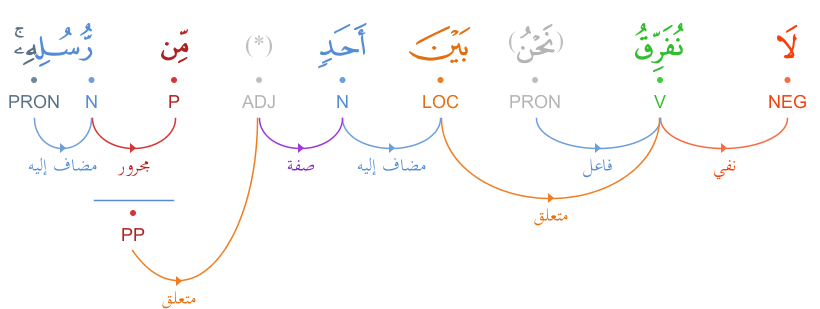 لَا نُفَرِّقُ (نَحْنُ) بَيْنَ أَحَدٍ (*) مِّن رُّسُلِهِۦ ۚ
NEG V PRON LOC N ADJ P N PRON
نفي فاعل مضاف إليه صفة مجرور مضاف إليه
متعلق
PP
متعلق